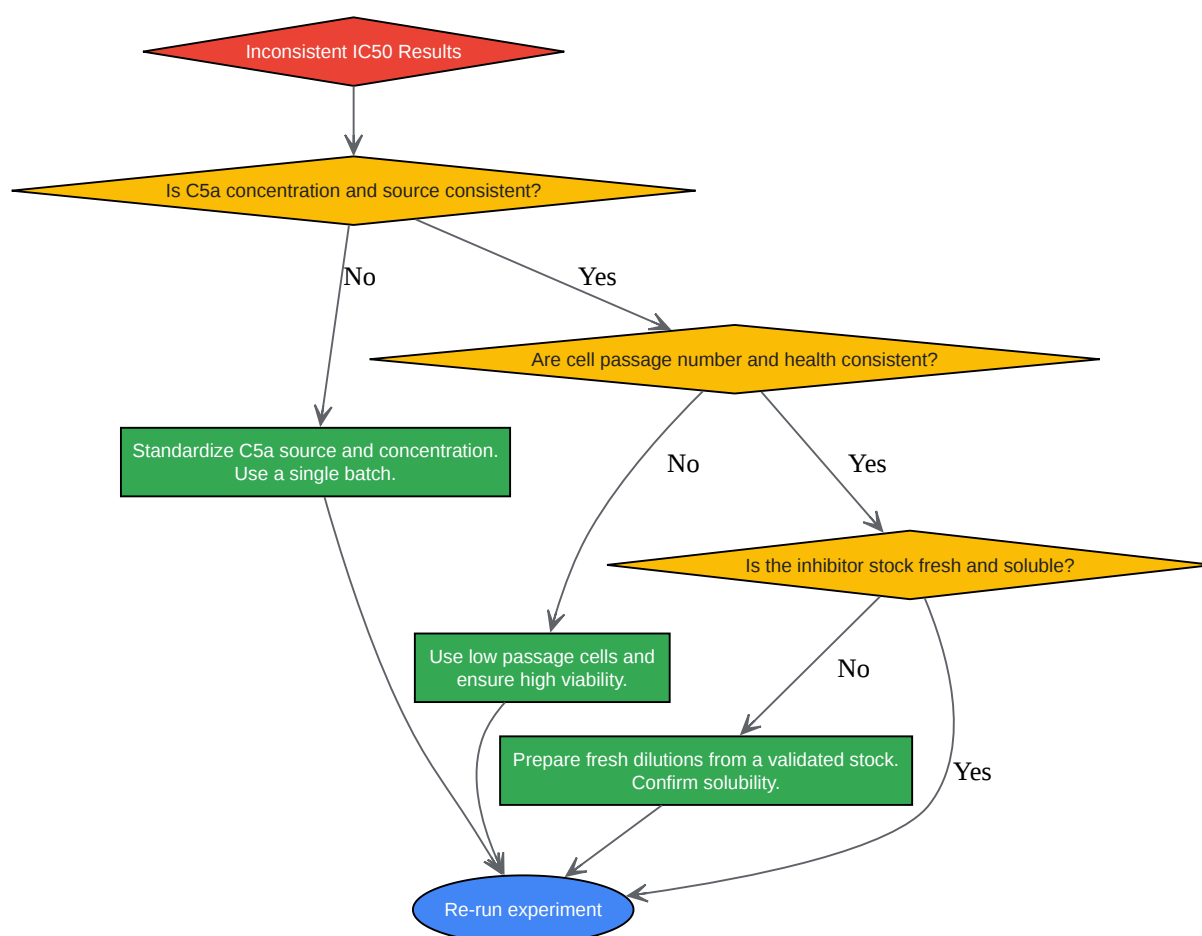 Inconsistent IC50 Results
Is C5a concentration and source consistent?
No
Yes
Are cell passage number and health consistent?
Standardize C5a source and concentration.
Use a single batch.
No
Yes
Is the inhibitor stock fresh and soluble?
Use low passage cells and
ensure high viability.
No
Prepare fresh dilutions from a validated stock.
Confirm solubility.
Yes
Re-run experiment